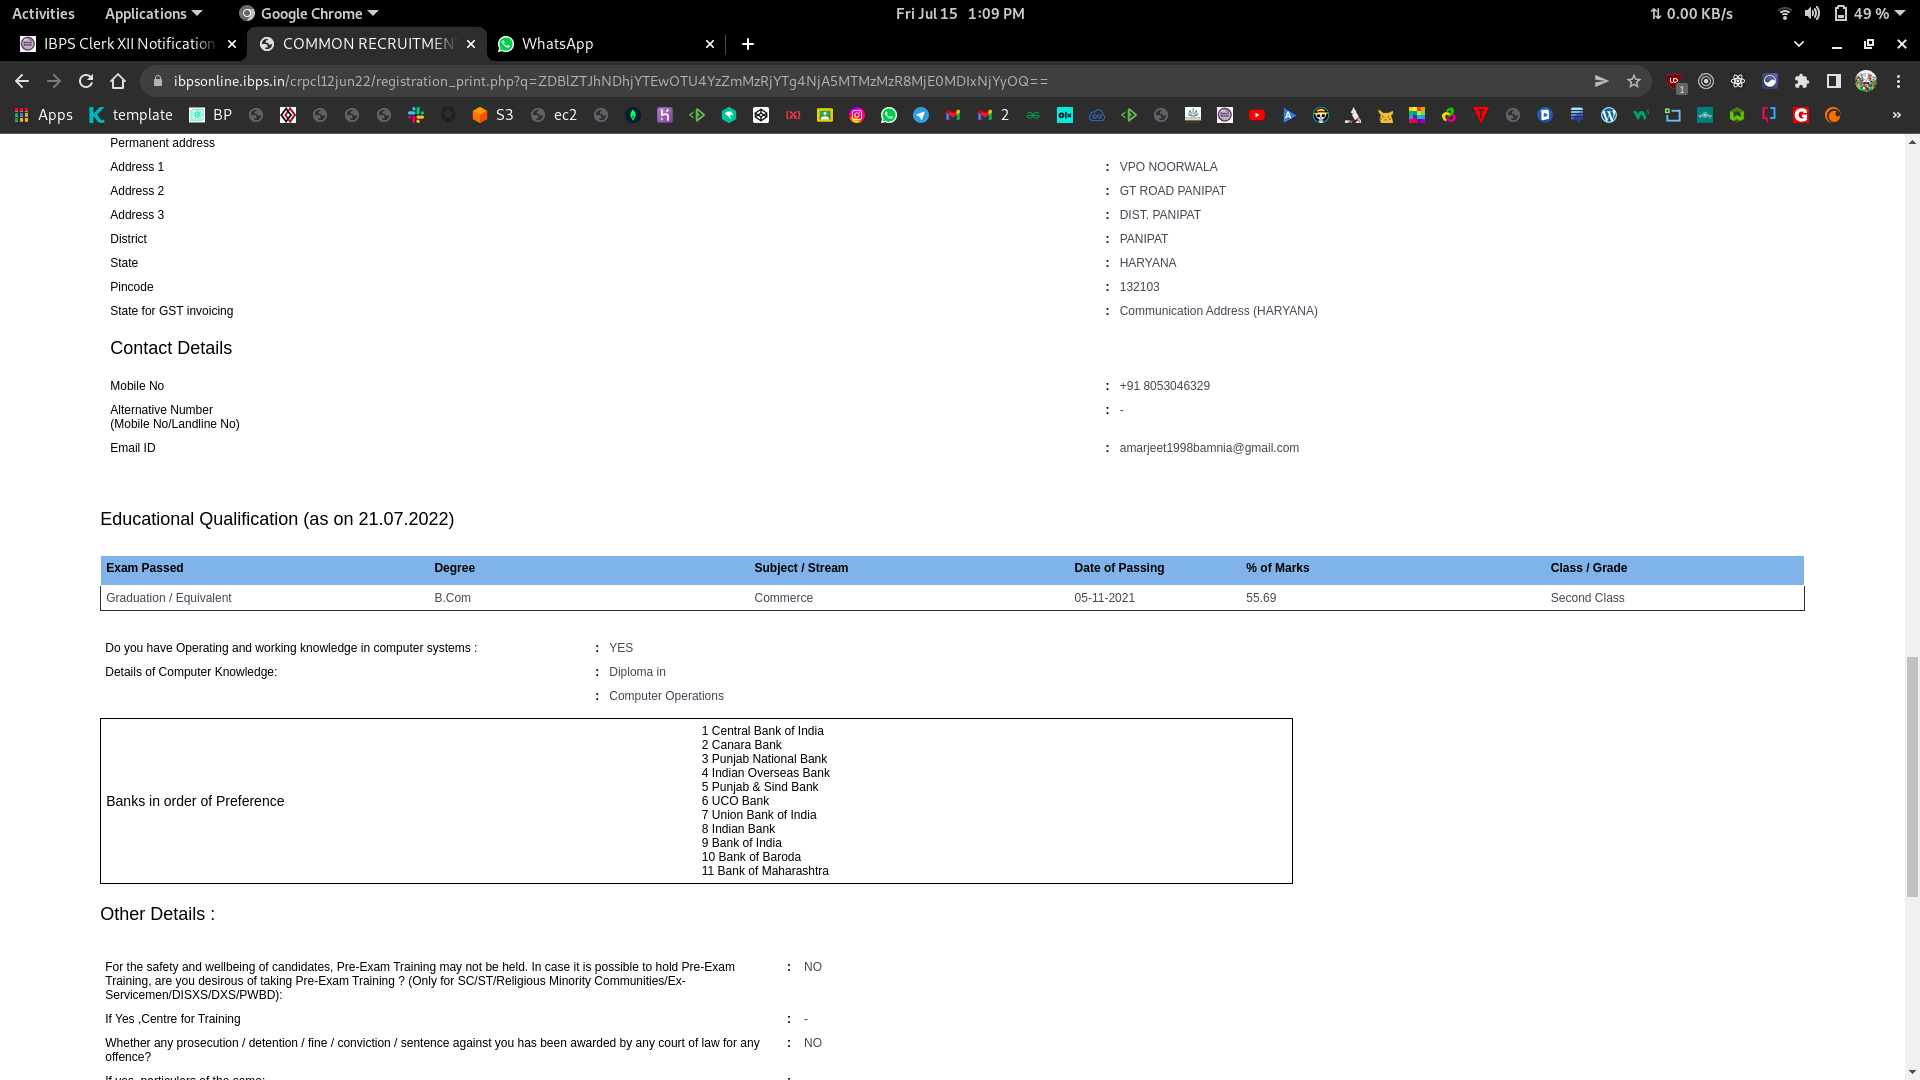 Activities Applications Google Chrome Fri Jul 15 1:09 PM 0.00 KB/s 49 %
IBPS Clerk XII Notification COMMON RECRUITMEN WhatsApp
ibpsonline.ibps.in/crpcl12jun22/registration_print.php?q=ZDBlZTJhNDhjYTEwOTU4YzZmMzRjYTg4NjA5MTMzMzR8MjE0MDIxNjYyOQ==
Apps template BP S3 ec2 2 »
Permanent address
Address 1 : VPO NOORWALA
Address 2 : GT ROAD PANIPAT
Address 3 : DIST. PANIPAT
District : PANIPAT
State : HARYANA
Pincode : 132103
State for GST invoicing : Communication Address (HARYANA)
Contact Details
Mobile No : +91 8053046329
Alternative Number : -
(Mobile No/Landline No)
Email ID : amarjeet1998bamnia@gmail.com
Educational Qualification (as on 21.07.2022)
Exam Passed Degree Subject / Stream Date of Passing % of Marks Class / Grade
Graduation / Equivalent B.Com Commerce 05-11-2021 55.69 Second Class
Do you have Operating and working knowledge in computer systems : : YES
Details of Computer Knowledge: : Diploma in
: Computer Operations
1 Central Bank of India
2 Canara Bank
3 Punjab National Bank
4 Indian Overseas Bank
5 Punjab & Sind Bank
Banks in order of Preference 6 UCO Bank
7 Union Bank of India
8 Indian Bank
9 Bank of India
10 Bank of Baroda
11 Bank of Maharashtra
Other Details :
For the safety and wellbeing of candidates, Pre-Exam Training may not be held. In case it is possible to hold Pre-Exam : NO
Training, are you desirous of taking Pre-Exam Training ? (Only for SC/ST/Religious Minority Communities/Ex-
Servicemen/DISXS/DXS/PWBD):
If Yes ,Centre for Training : -
Whether any prosecution / detention / fine / conviction / sentence against you has been awarded by any court of law for any : NO
offence?
If yes, particulars of the same: :